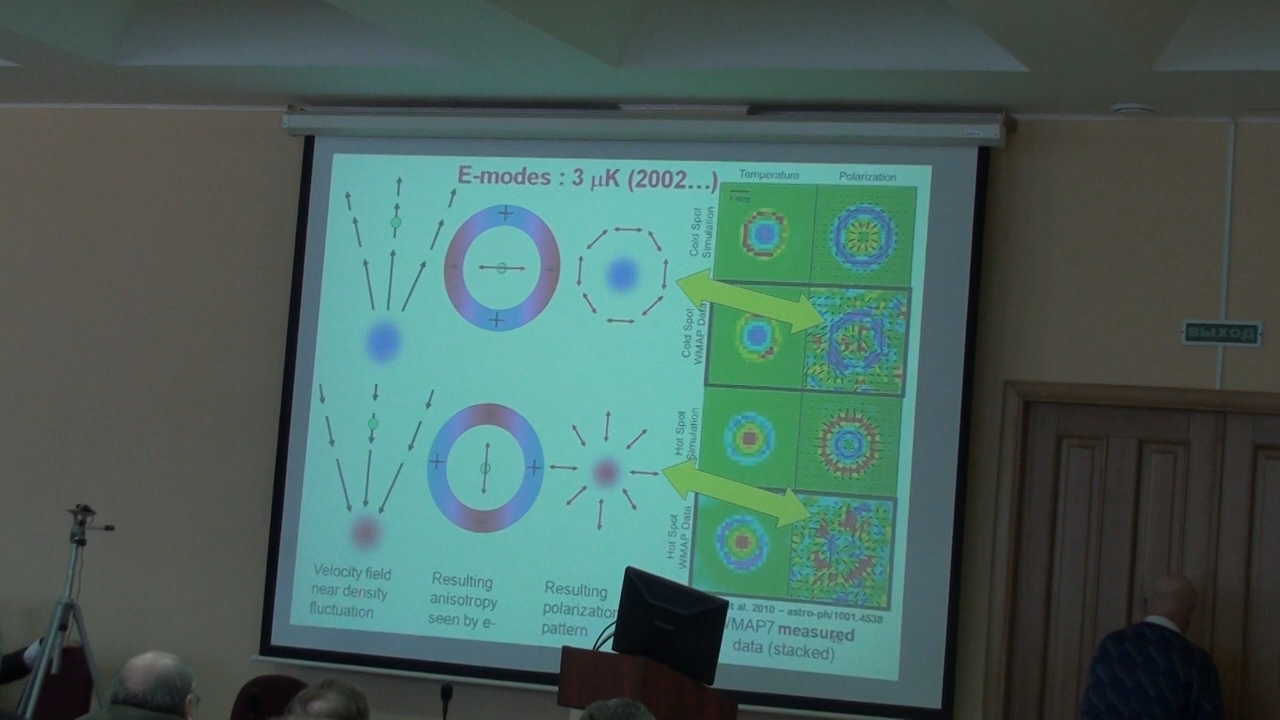 E-modes : 3 μK (2002...)
Temperature
Polarization
1 deg
Cold Spot
Simulation
Cold Spot
WMAP Data
Hot Spot
Simulation
Hot Spot
WMAP Data
Velocity field
near density
fluctuation
Resulting
anisotropy
seen by e-
Resulting
polarization
pattern
t al. 2010 – astro-ph/1001.4538
MAP7 measured
data (stacked)
ВЫХОД